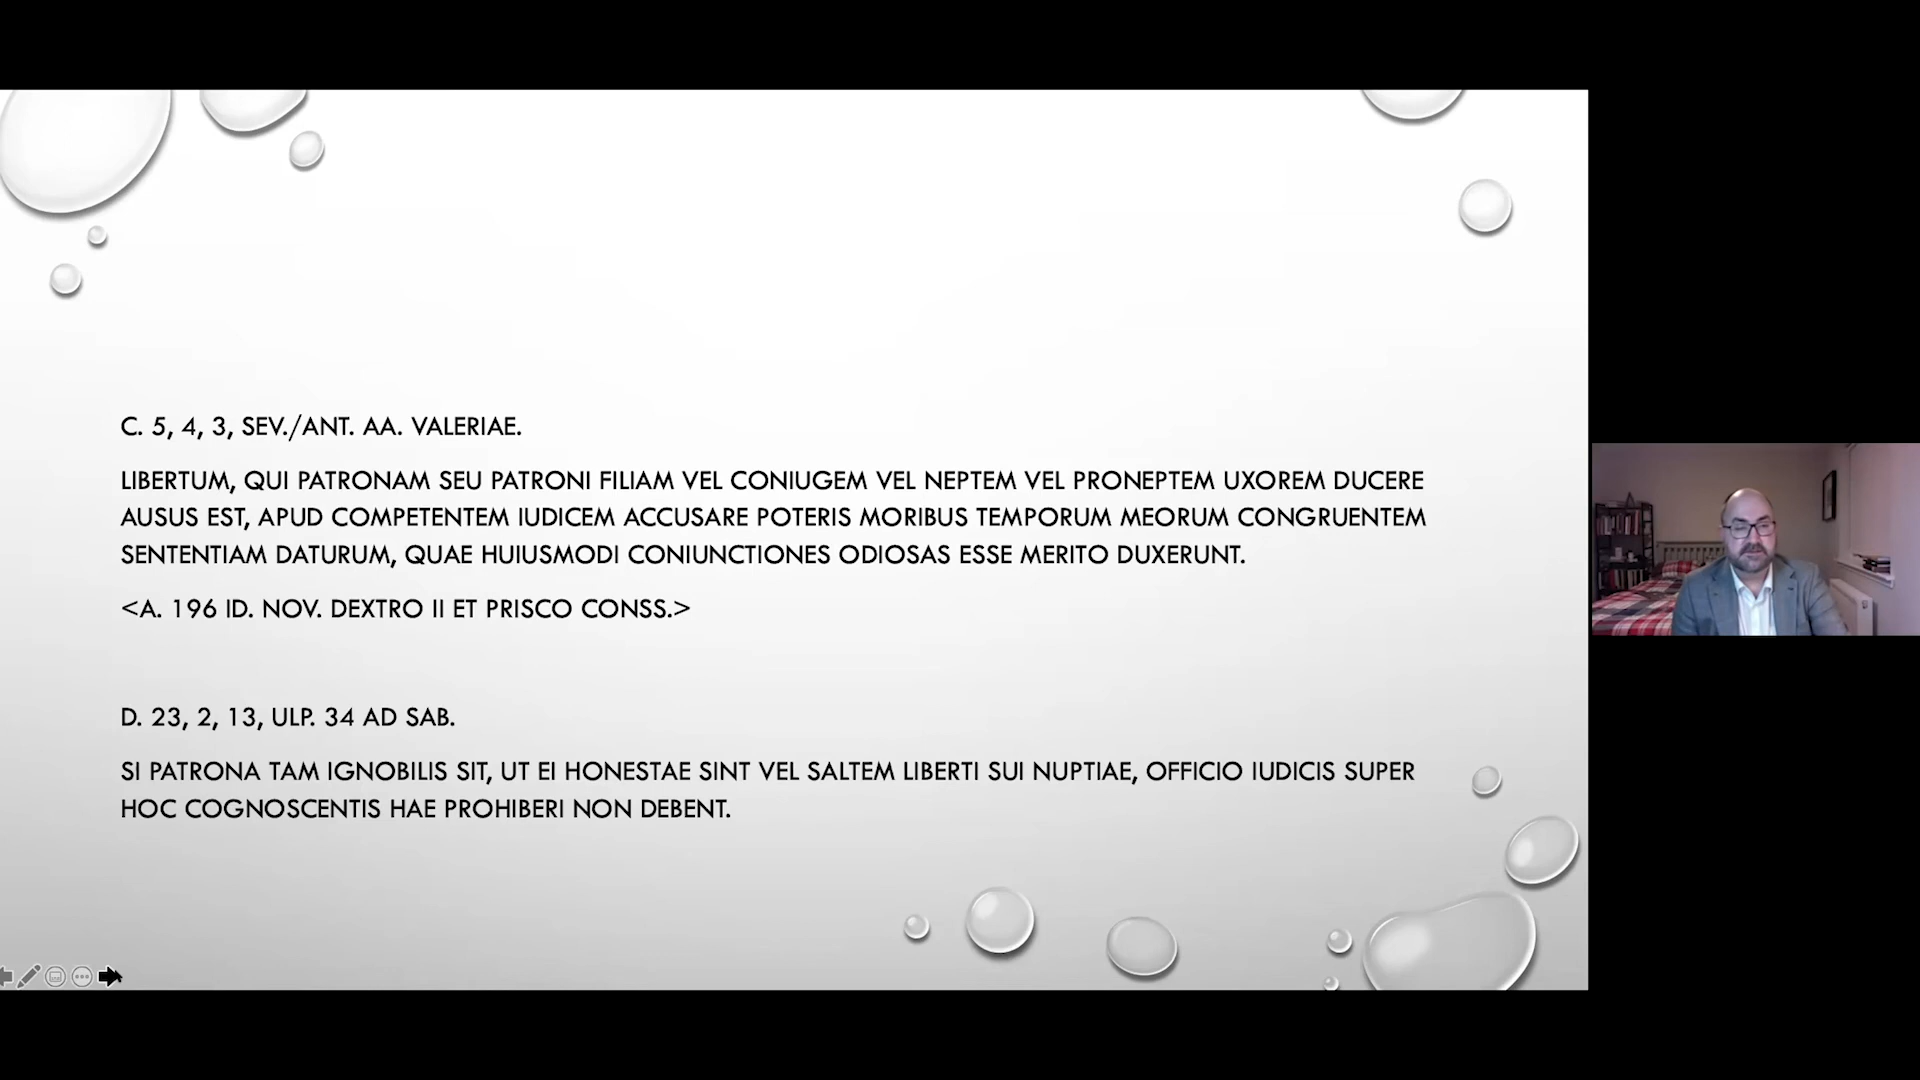 C. 5, 4, 3, SEV./ANT. AA. VALERIAE.
LIBERTUM, QUI PATRONAM SEU PATRONI FILIAM VEL CONIUGEM VEL NEPTEM VEL PRONEPTEM UXOREM DUCERE
AUSUS EST, APUD COMPETENTEM IUDICEM ACCUSARE POTERIS MORIBUS TEMPORUM MEORUM CONGRUENTEM
SENTENTIAM DATURUM, QUAE HUIUSMODI CONIUNCTIONES ODIOSAS ESSE MERITO DUXERUNT.
<A. 196 ID. NOV. DEXTRO II ET PRISCO CONSS.>
D. 23, 2, 13, ULP. 34 AD SAB.
SI PATRONA TAM IGNOBILIS SIT, UT EI HONESTAE SINT VEL SALTEM LIBERTI SUI NUPTIAE, OFFICIO IUDICIS SUPER
HOC COGNOSCENTIS HAE PROHIBERI NON DEBENT.